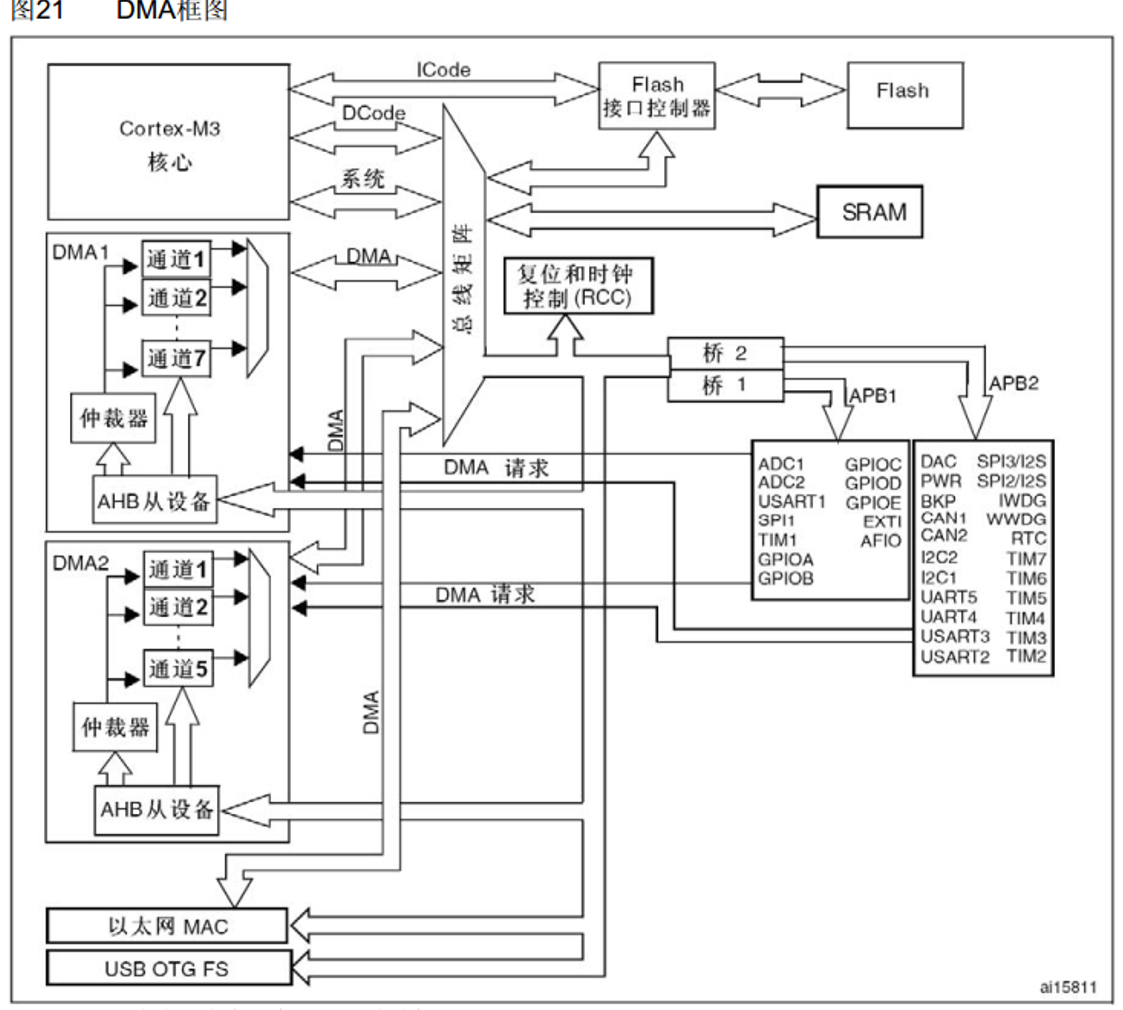 图21 DMA框图
ICode
Cortex-M3
核心
Flash
接口控制器
Flash
DCode
系统
SRAM
总线矩阵
DMA1
通道1
通道2
通道7
仲裁器
AHB从设备
DMA
复位和时钟
控制(RCC)
桥 2
桥 1
APB1
APB2
DMA
DMA 请求
ADC1 GPIOC
ADC2 GPIOD
USART1 GPIOE
SPI1 EXTI
TIM1 AFIO
GPIOA
GPIOB
DAC SPI3/I2S
PWR SPI2/I2S
BKP IWDG
CAN1 WWDG
CAN2 RTC
I2C2 TIM7
I2C1 TIM6
UART5 TIM5
UART4 TIM4
USART3 TIM3
USART2 TIM2
DMA2
通道1
通道2
通道5
仲裁器
AHB从设备
DMA 请求
DMA
以太网 MAC
USB OTG FS
ai15811